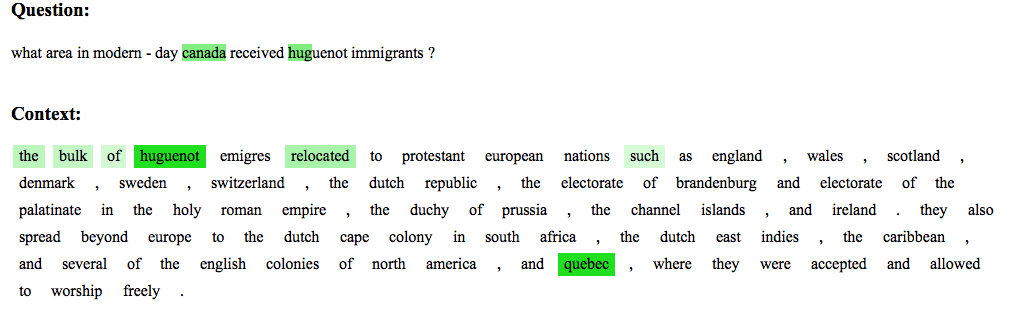 Question:
what area in modern - day canada received huguenot immigrants ?
Context:
the bulk of huguenot emigres relocated to protestant european nations such as england , wales , scotland ,
denmark , sweden , switzerland , the dutch republic , the electorate of brandenburg and electorate of the
palatinate in the holy roman empire , the duchy of prussia , the channel islands , and ireland . they also
spread beyond europe to the dutch cape colony in south africa , the dutch east indies , the caribbean ,
and several of the english colonies of north america , and quebec , where they were accepted and allowed
to worship freely .